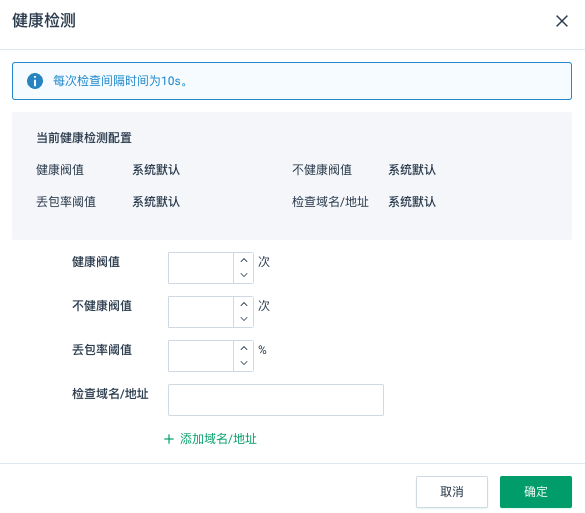 健康检测
每次检查间隔时间为10s。
当前健康检测配置
健康阀值 系统默认 不健康阀值 系统默认
丢包率阈值 系统默认 检查域名/地址 系统默认
健康阀值 次
不健康阀值 次
丢包率阈值 %
检查域名/地址
+ 添加域名/地址
取消 确定